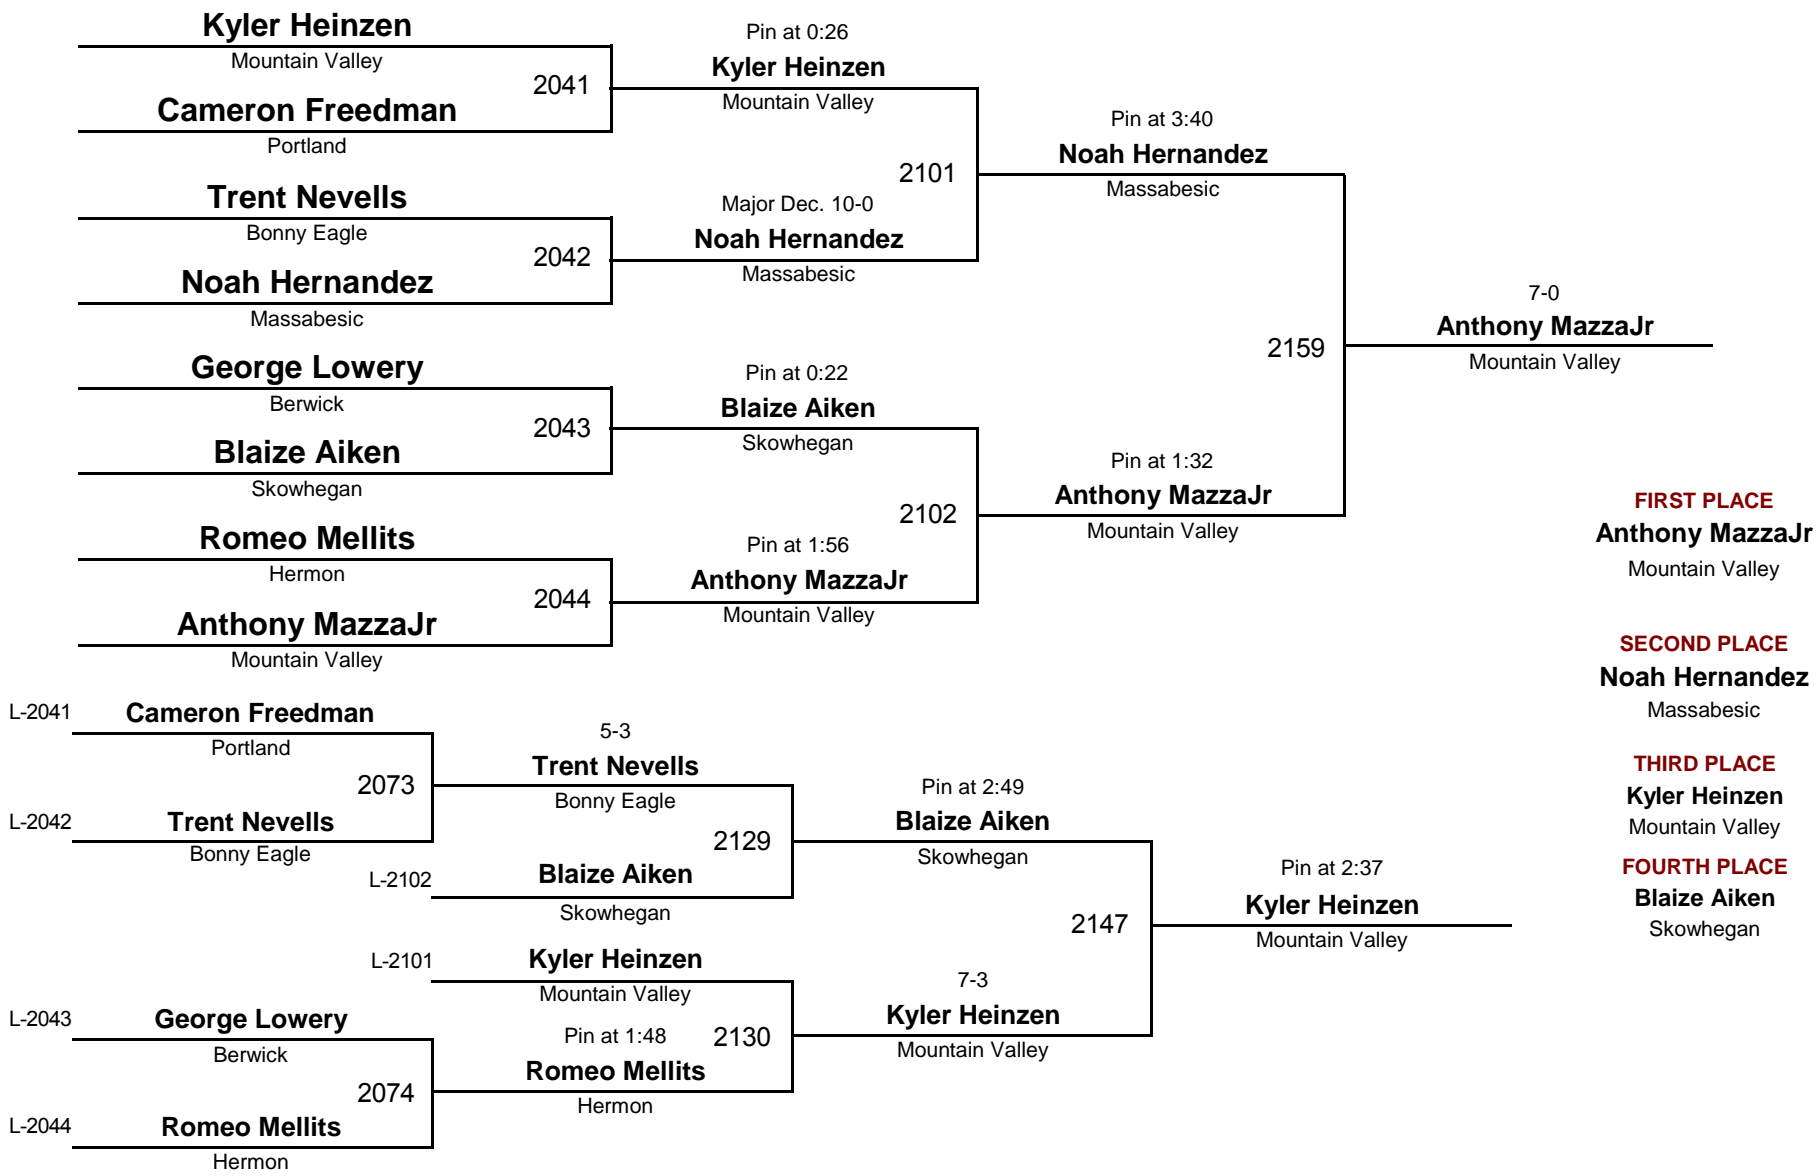 Kyler Heinzen
Mountain Valley
2041
Cameron Freedman
Portland
Trent Nevells
Bonny Eagle
2042
Noah Hernandez
Massabesic
George Lowery
Berwick
2043
Blaize Aiken
Skowhegan
Romeo Mellits
Hermon
2044
Anthony MazzaJr
Mountain Valley
Pin at 0:26
Kyler Heinzen
Mountain Valley
2101
Major Dec. 10-0
Noah Hernandez
Massabesic
Pin at 0:22
Blaize Aiken
Skowhegan
2102
Pin at 1:56
Anthony MazzaJr
Mountain Valley
Pin at 3:40
Noah Hernandez
Massabesic
2159
Pin at 1:32
Anthony MazzaJr
Mountain Valley
7-0
Anthony MazzaJr
Mountain Valley
FIRST PLACE
Anthony MazzaJr
Mountain Valley
SECOND PLACE
Noah Hernandez
Massabesic
THIRD PLACE
Kyler Heinzen
Mountain Valley
FOURTH PLACE
Blaize Aiken
Skowhegan
L-2041
Cameron Freedman
Portland
2073
L-2042
Trent Nevells
Bonny Eagle
5-3
Trent Nevells
Bonny Eagle
2129
L-2102
Blaize Aiken
Skowhegan
L-2101
Kyler Heinzen
Mountain Valley
2130
L-2043
George Lowery
Berwick
2074
L-2044
Romeo Mellits
Hermon
Pin at 1:48
Romeo Mellits
Hermon
Pin at 2:49
Blaize Aiken
Skowhegan
2147
7-3
Kyler Heinzen
Mountain Valley
Pin at 2:37
Kyler Heinzen
Mountain Valley